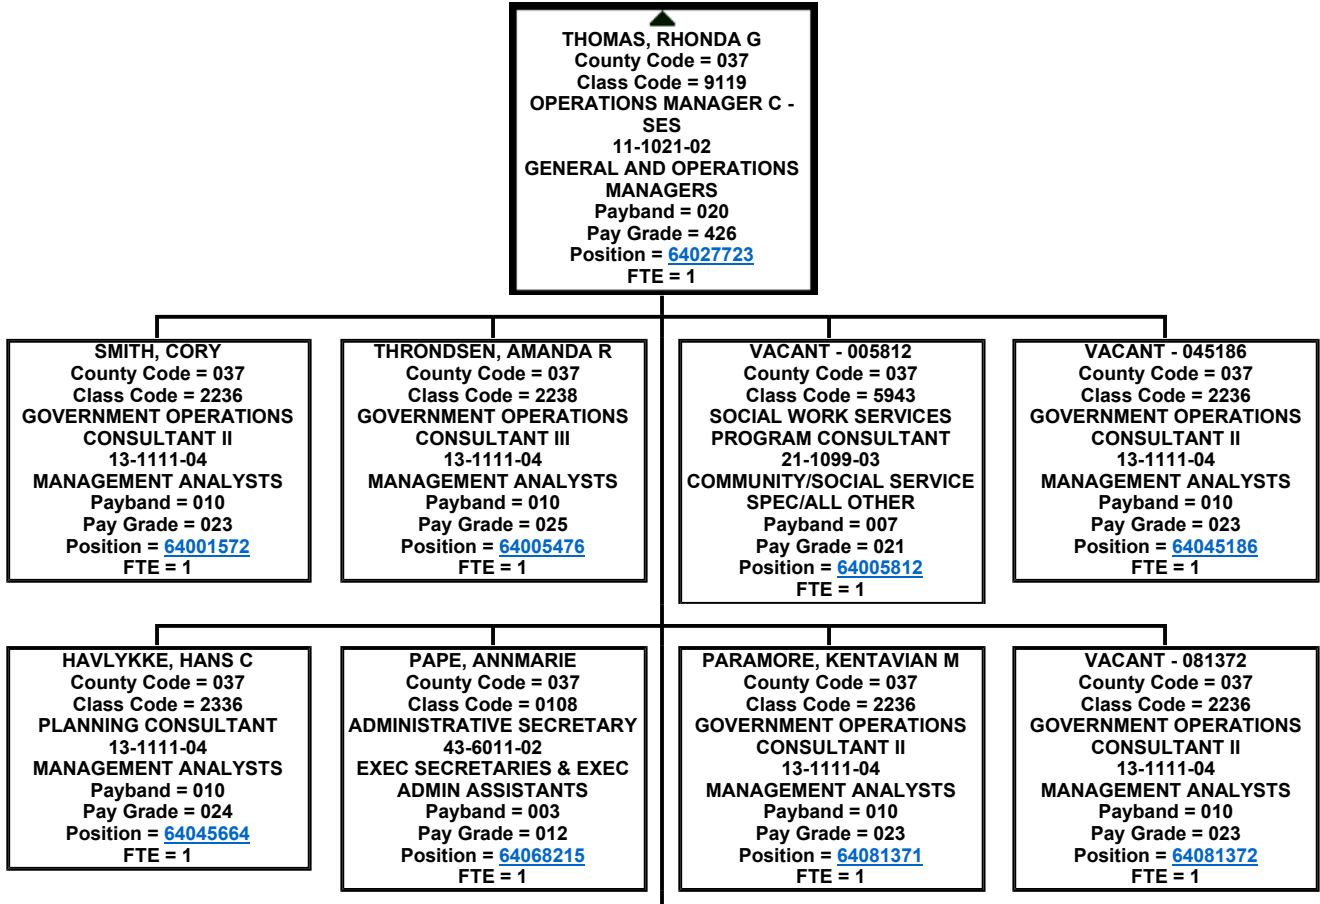 THOMAS, RHONDA G
County Code = 037
Class Code = 9119
OPERATIONS MANAGER C -
SES
11-1021-02
GENERAL AND OPERATIONS
MANAGERS
Payband = 020
Pay Grade = 426
Position = 64027723
FTE = 1
SMITH, CORY
County Code = 037
Class Code = 2236
GOVERNMENT OPERATIONS
CONSULTANT II
13-1111-04
MANAGEMENT ANALYSTS
Payband = 010
Pay Grade = 023
Position = 64001572
FTE = 1
THRONDSEN, AMANDA R
County Code = 037
Class Code = 2238
GOVERNMENT OPERATIONS
CONSULTANT III
13-1111-04
MANAGEMENT ANALYSTS
Payband = 010
Pay Grade = 025
Position = 64005476
FTE = 1
VACANT - 005812
County Code = 037
Class Code = 5943
SOCIAL WORK SERVICES
PROGRAM CONSULTANT
21-1099-03
COMMUNITY/SOCIAL SERVICE
SPEC/ALL OTHER
Payband = 007
Pay Grade = 021
Position = 64005812
FTE = 1
VACANT - 045186
County Code = 037
Class Code = 2236
GOVERNMENT OPERATIONS
CONSULTANT II
13-1111-04
MANAGEMENT ANALYSTS
Payband = 010
Pay Grade = 023
Position = 64045186
FTE = 1
HAVLYKKE, HANS C
County Code = 037
Class Code = 2336
PLANNING CONSULTANT
13-1111-04
MANAGEMENT ANALYSTS
Payband = 010
Pay Grade = 024
Position = 64045664
FTE = 1
PAPE, ANNMARIE
County Code = 037
Class Code = 0108
ADMINISTRATIVE SECRETARY
43-6011-02
EXEC SECRETARIES & EXEC
ADMIN ASSISTANTS
Payband = 003
Pay Grade = 012
Position = 64068215
FTE = 1
PARAMORE, KENTAVIAN M
County Code = 037
Class Code = 2236
GOVERNMENT OPERATIONS
CONSULTANT II
13-1111-04
MANAGEMENT ANALYSTS
Payband = 010
Pay Grade = 023
Position = 64081371
FTE = 1
VACANT - 081372
County Code = 037
Class Code = 2236
GOVERNMENT OPERATIONS
CONSULTANT II
13-1111-04
MANAGEMENT ANALYSTS
Payband = 010
Pay Grade = 023
Position = 64081372
FTE = 1